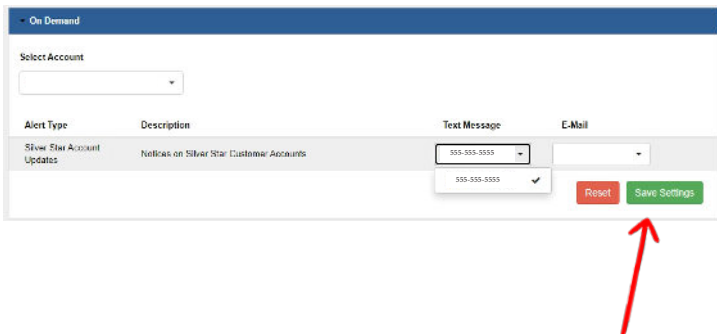 On Demand
Select Account
Alert Type Description Text Message E-Mail
Silver Star Account Notices on Silver Star Customer Accounts 555-555-5555
Updates
555-555-5555
Reset Save Settings